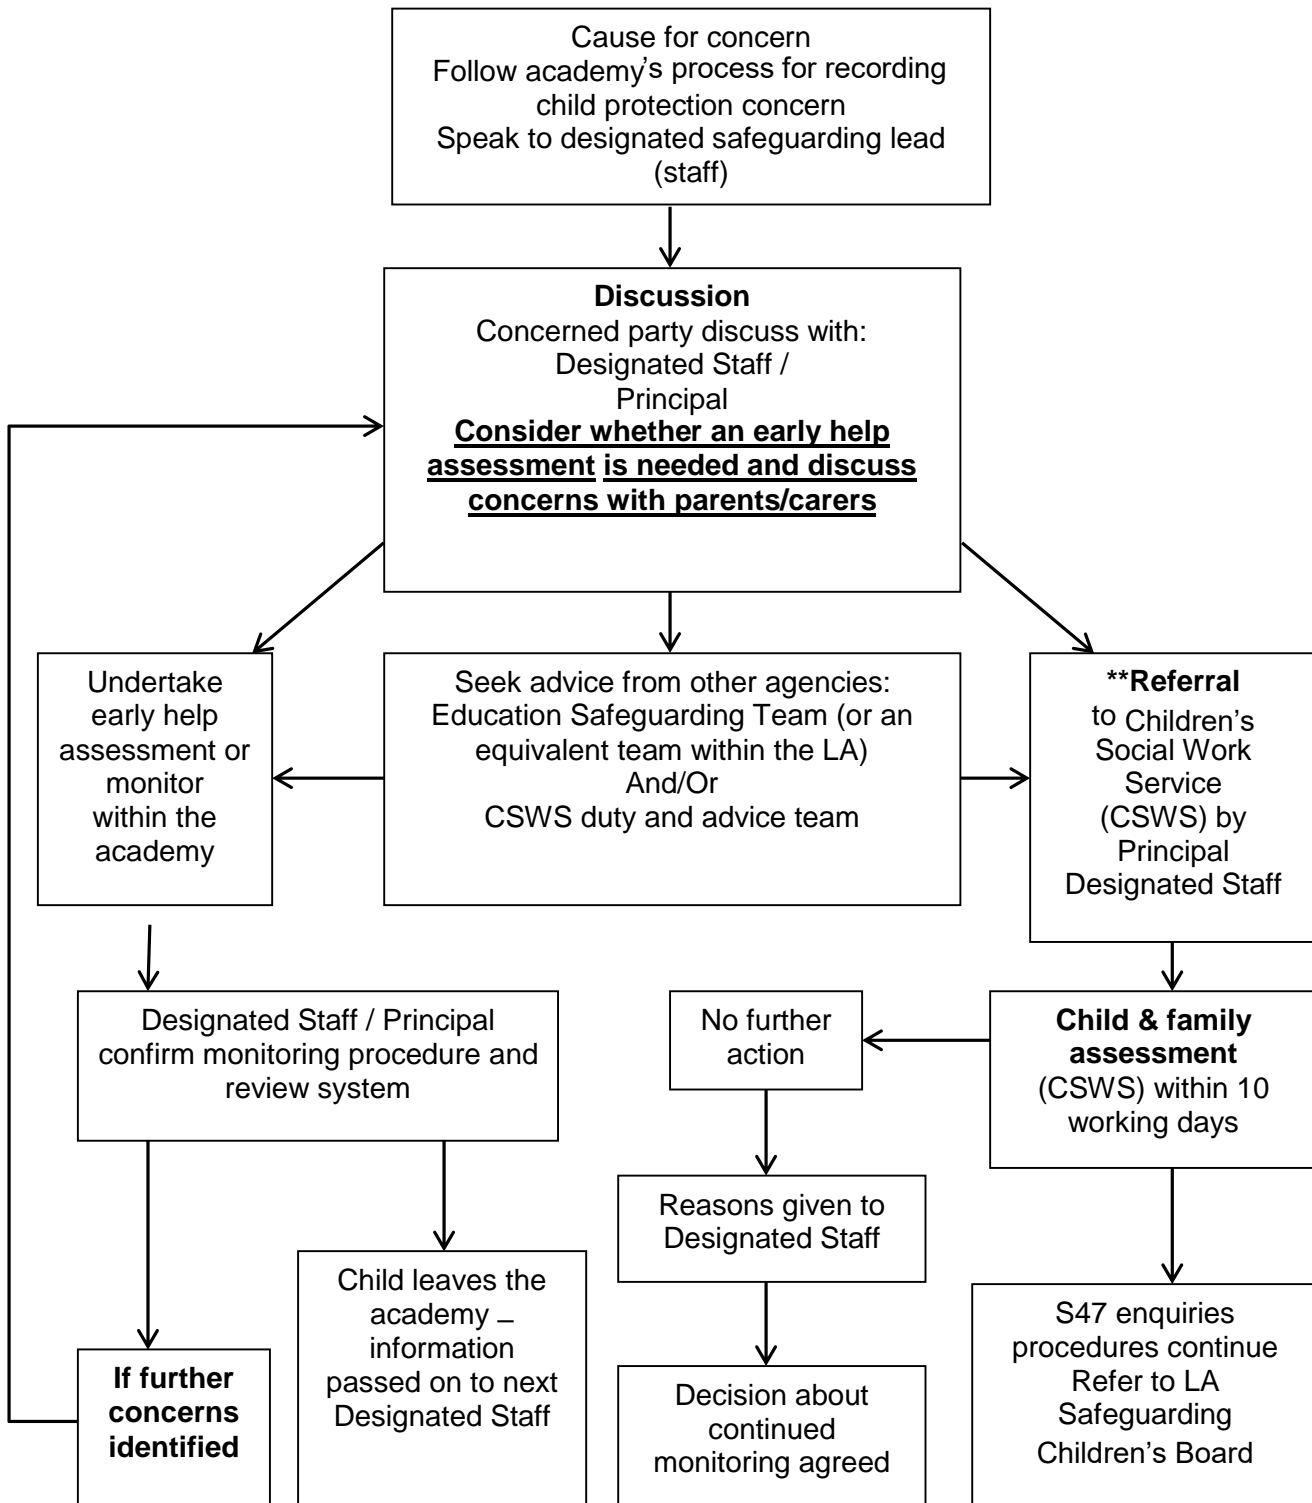 Cause for concern
Follow academy's process for recording
child protection concern
Speak to designated safeguarding lead
(staff)
Discussion
Concerned party discuss with:
Designated Staff /
Principal
Consider whether an early help
assessment is needed and discuss
concerns with parents/carers
Undertake
early help
assessment or
monitor
within the
academy
Seek advice from other agencies:
Education Safeguarding Team (or an
equivalent team within the LA)
And/Or
CSWS duty and advice team
**Referral
to Children's
Social Work
Service
(CSWS) by
Principal
Designated Staff
Designated Staff / Principal
confirm monitoring procedure and
review system
No further
action
Child & family
assessment
(CSWS) within 10
working days
Reasons given to
Designated Staff
If further
concerns
identified
Child leaves the
academy –
information
passed on to next
Designated Staff
Decision about
continued
monitoring agreed
S47 enquiries
procedures continue
Refer to LA
Safeguarding
Children's Board